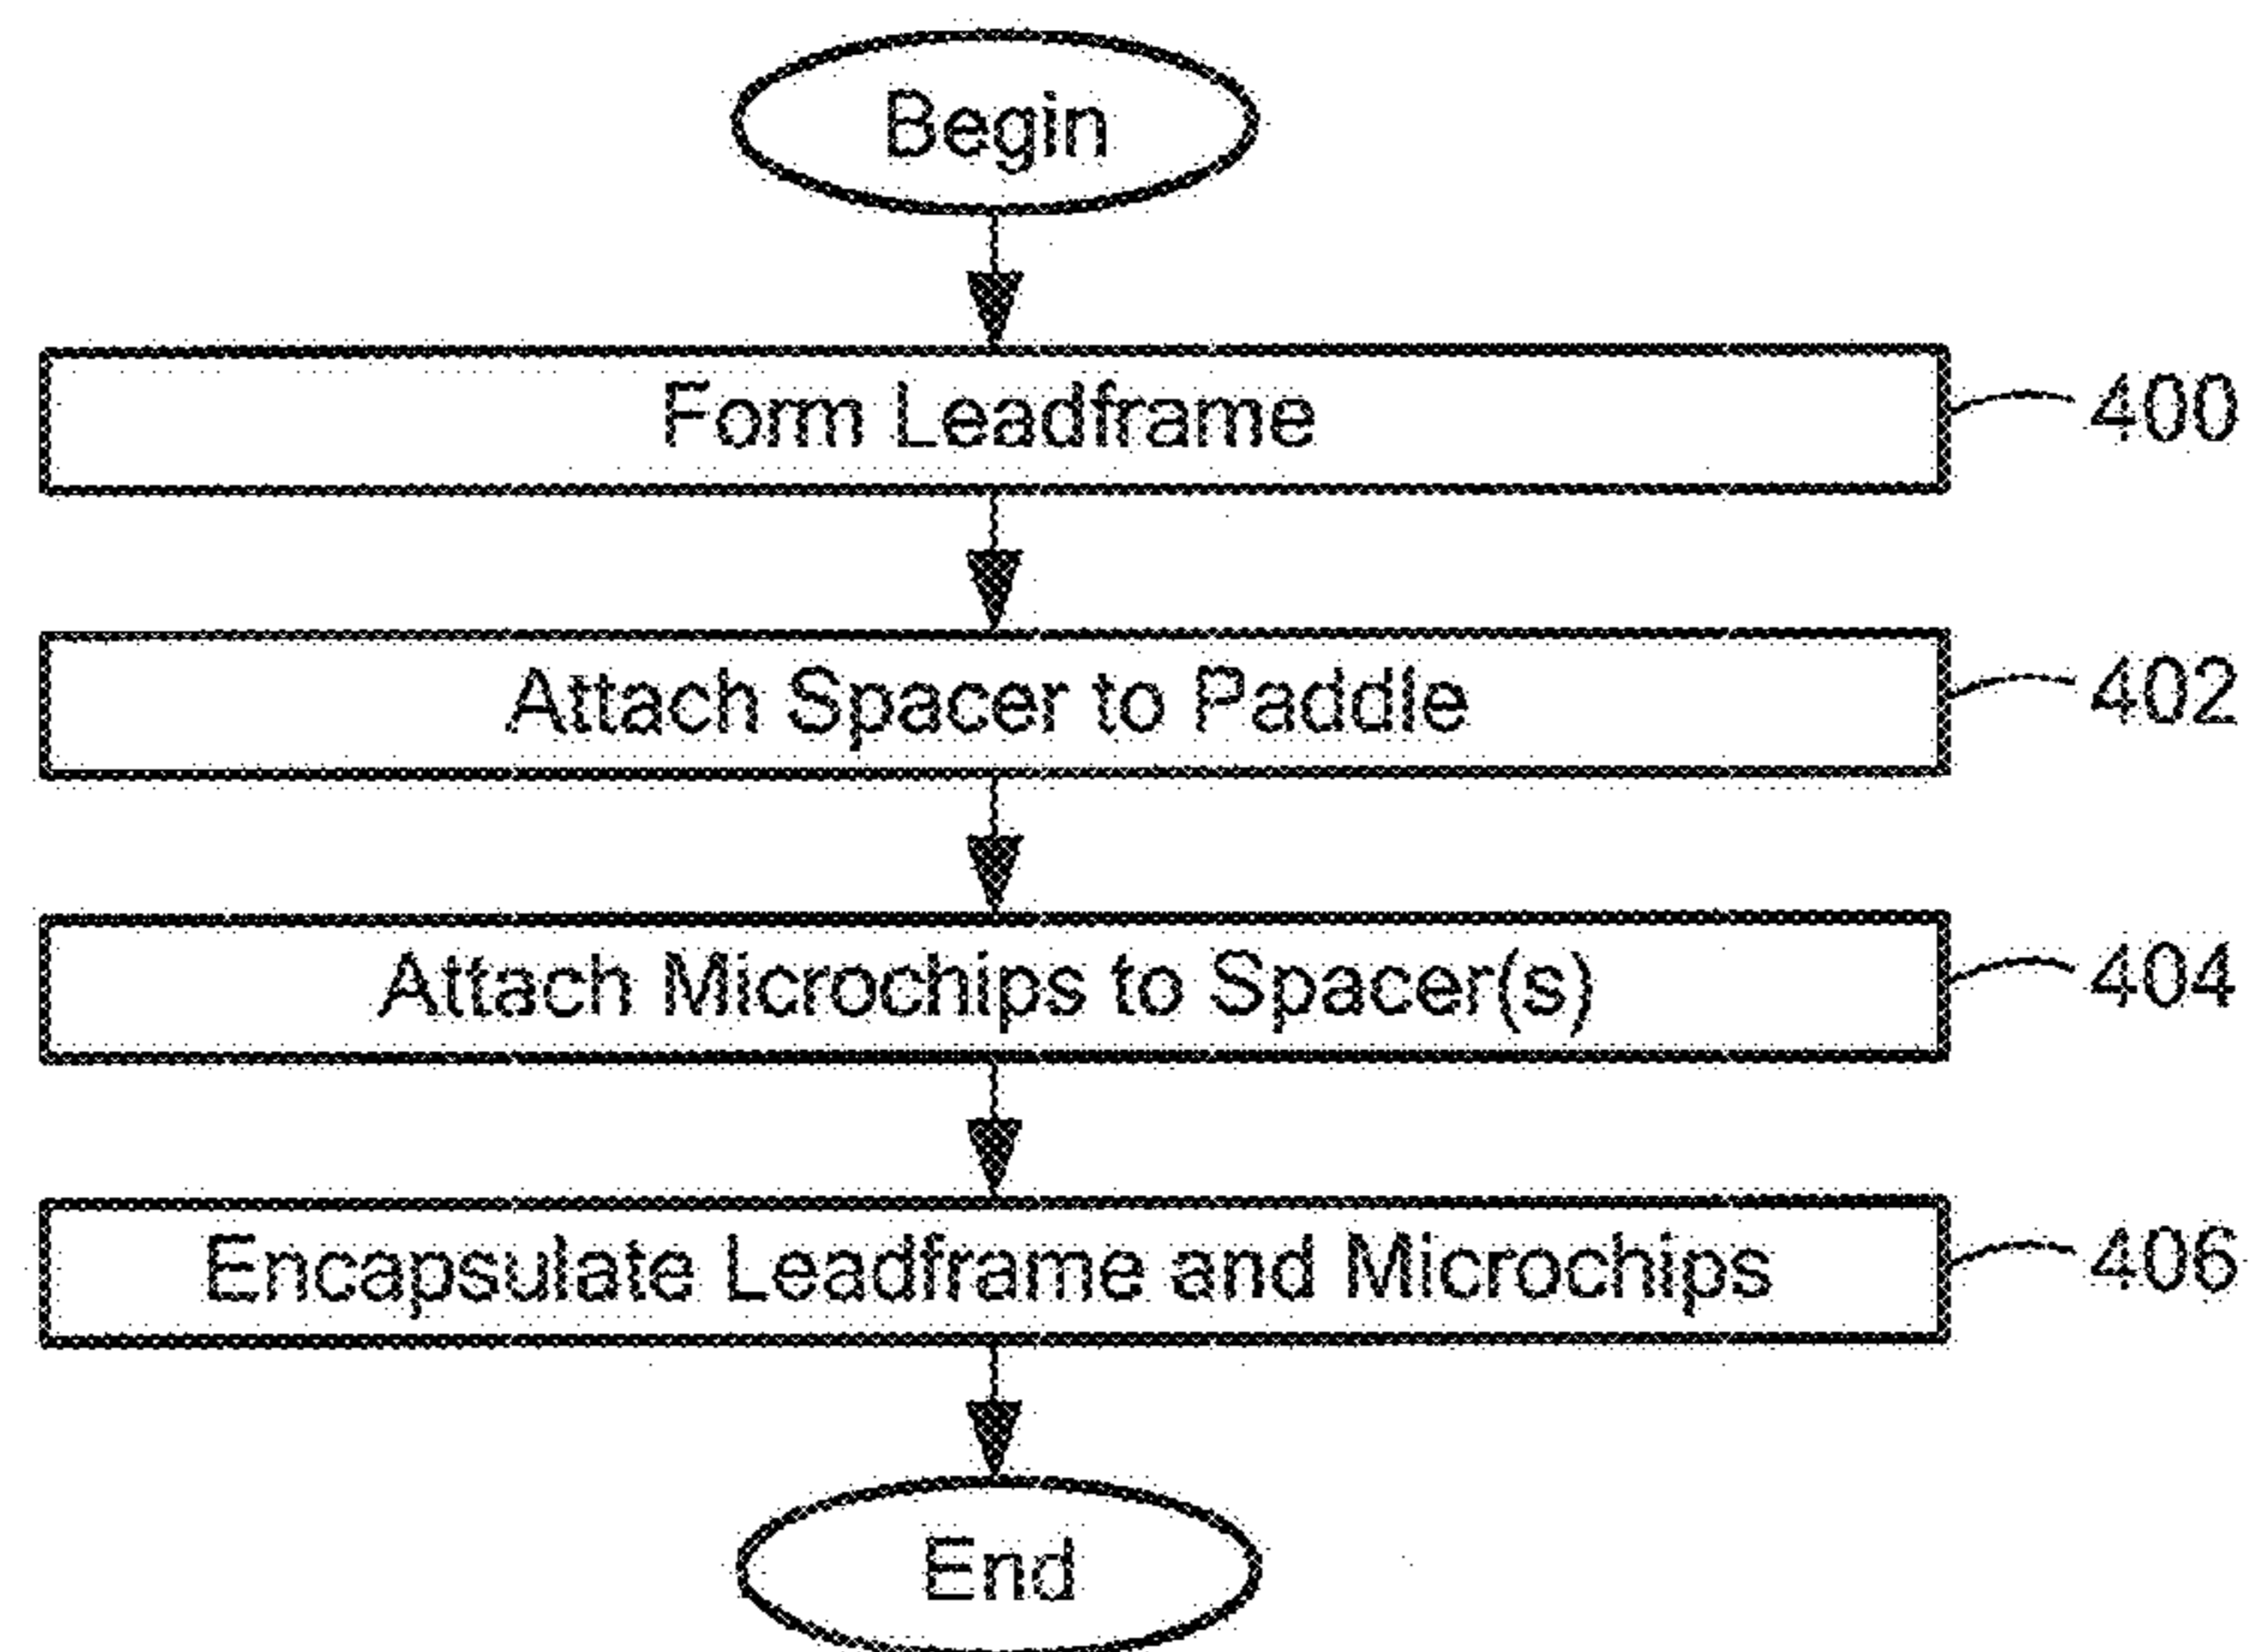 Begin
Form Leadframe
400
Attach Spacer to Paddle
402
Attach Microchips to Spacer(s)
404
Encapsulate Leadframe and Microchips
406
End